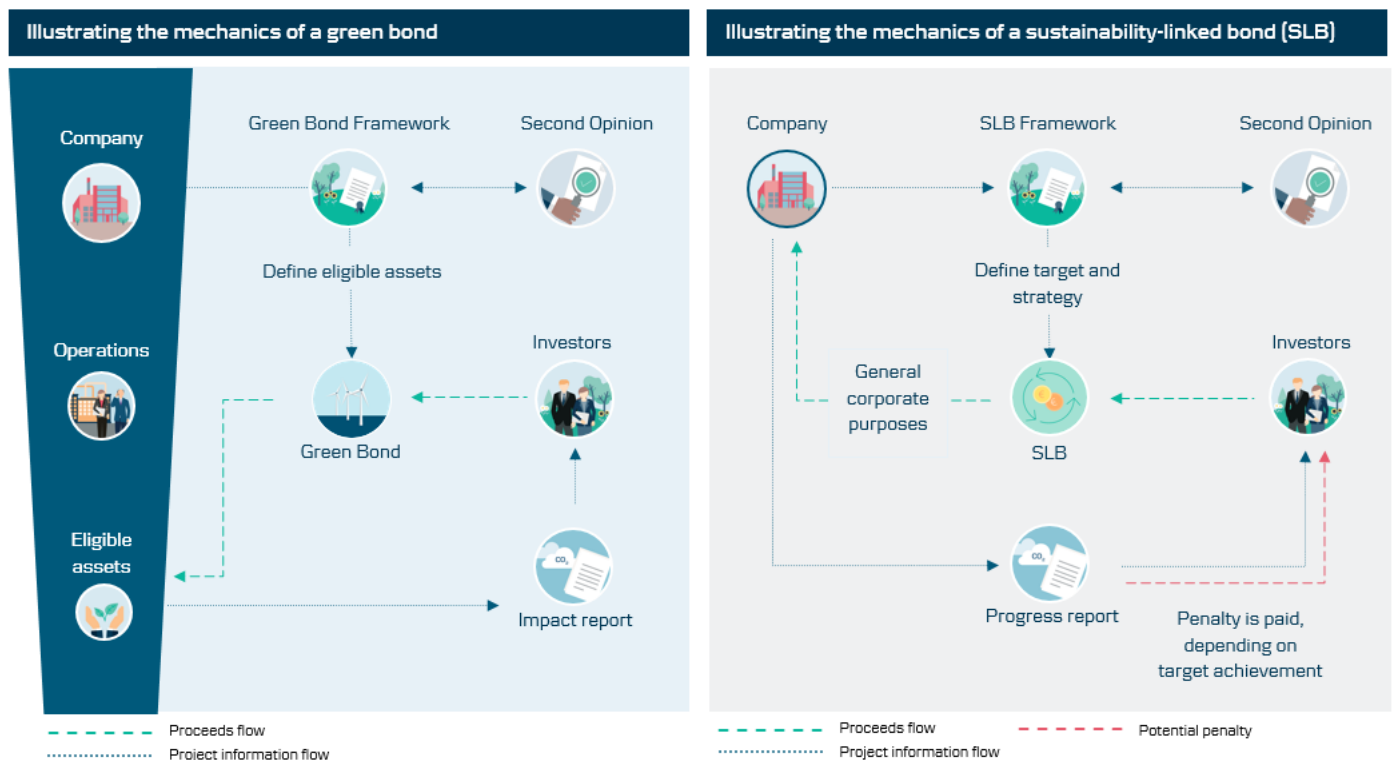 Illustrating the mechanics of a green bond
Company
Green Bond Framework
Second Opinion
Define eligible assets
Operations
Investors
Green Bond
Eligible
assets
CO₂
Impact report
Proceeds flow
Project information flow
Illustrating the mechanics of a sustainability-linked bond (SLB)
Company
SLB Framework
Second Opinion
Define target and
strategy
Investors
General
corporate
purposes
SLB
CO₂
Progress report
Penalty is paid,
depending on
target achievement
Proceeds flow
Potential penalty
Project information flow